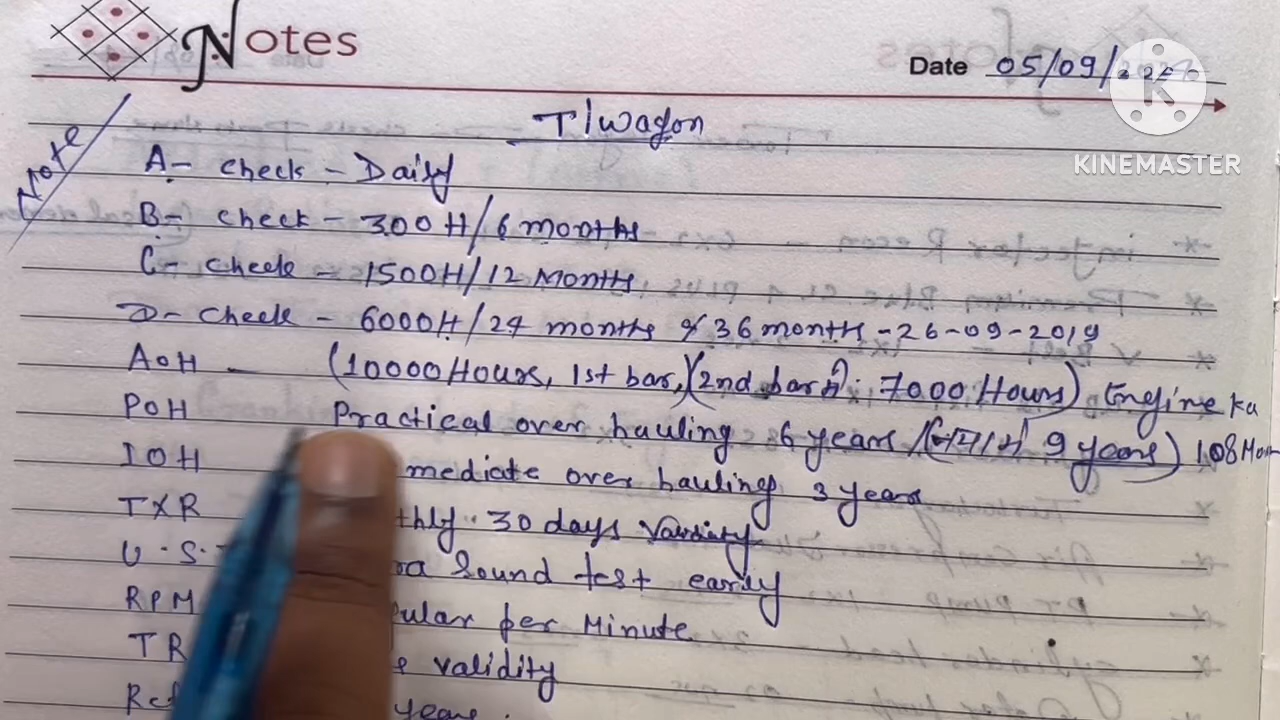 Notes
Date 05/09/2024
KINEMASTER
Note
T/wagon
A- check - Daily
B- check - 300H/6 months
C- check - 1500H/12 Months
D- check - 6000H/24 months & 36 months - 26-09-2019
AOH - (10000 Hours, 1st bar,)(2nd bar : 7000 Hours) Engine ka
POH Practical over hauling 6 years 9 years) 108 Mon
IOH mediate over hauling 3 years
TXR thly 30 days validity
U.S. Sound test
RPM ular per Minute
TR validity
years.